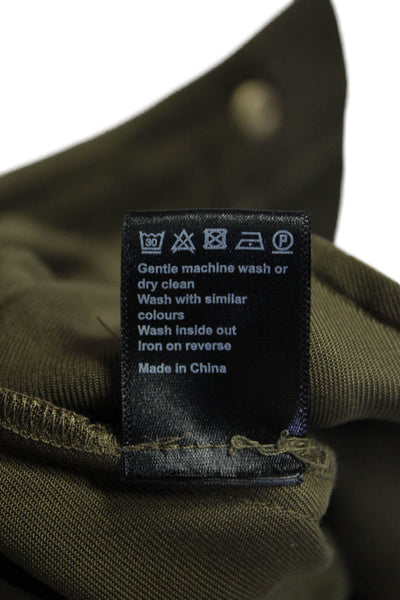 30 P
Gentle machine wash or
dry clean
Wash with similar
colours
Wash inside out
Iron on reverse
Made in China